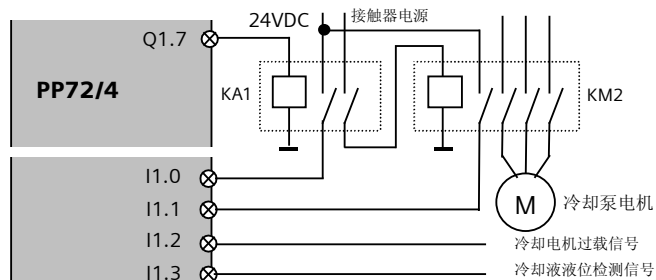 24VDC
接触器电源
Q1.7
PP72/4
KA1
KM2
I1.0
I1.1
M
冷却泵电机
I1.2
冷却电机过载信号
I1.3
冷却液液位检测信号